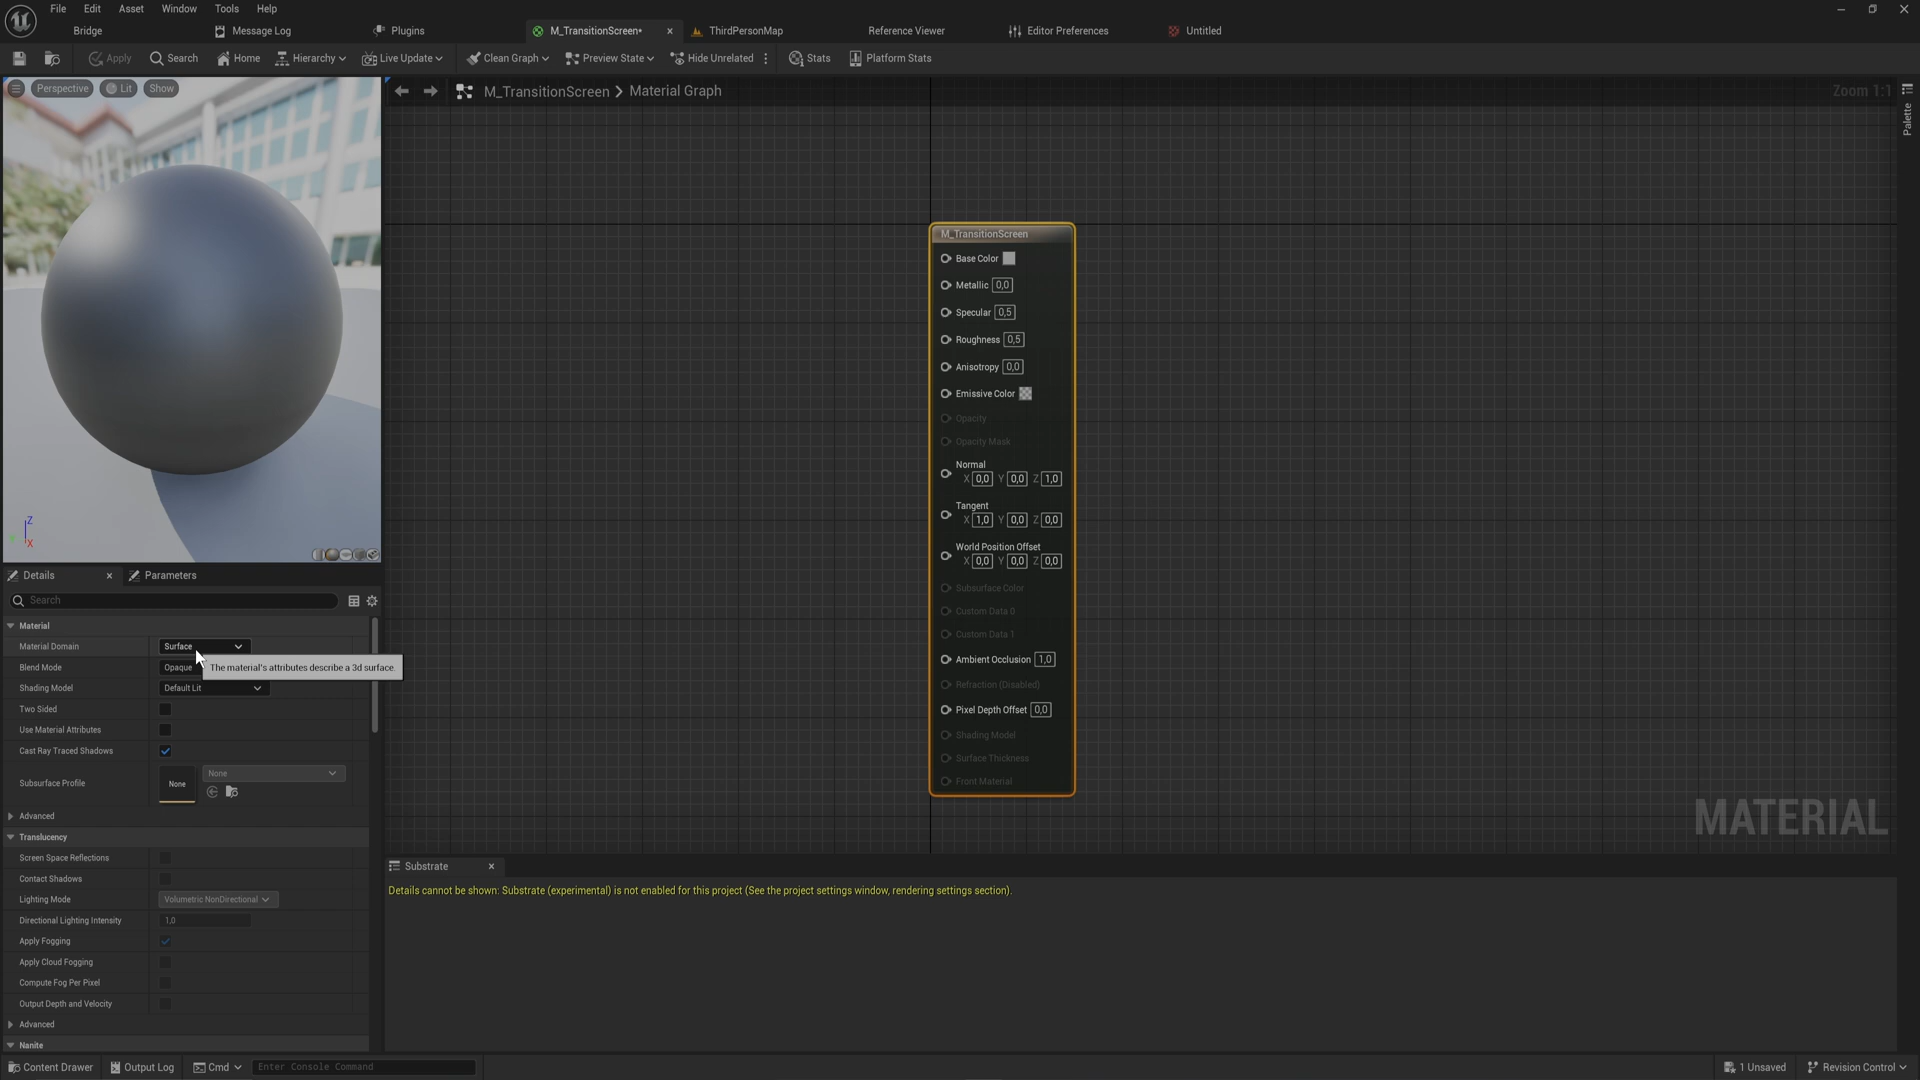 File Edit Asset Window Tools Help
Bridge Message Log Plugins M_TransitionScreen* ThirdPersonMap Reference Viewer Editor Preferences Untitled
Apply Search Home Hierarchy Live Update Clean Graph Preview State Hide Unrelated Stats Platform Stats
Perspective Lit Show
M_TransitionScreen > Material Graph
Zoom 1:1
Palette
M_TransitionScreen
Base Color
Metallic 0,0
Specular 0,5
Roughness 0,5
Anisotropy 0,0
Emissive Color
Opacity
Opacity Mask
Normal
X 0,0 Y 0,0 Z 1,0
Tangent
X 1,0 Y 0,0 Z 0,0
World Position Offset
X 0,0 Y 0,0 Z 0,0
Subsurface Color
Custom Data 0
Custom Data 1
Ambient Occlusion 1,0
Refraction (Disabled)
Pixel Depth Offset 0,0
Shading Model
Surface Thickness
Front Material
MATERIAL
Z
X
Details Parameters
Search
Material
Material Domain Surface
Blend Mode Opaque
The material's attributes describe a 3d surface.
Shading Model Default Lit
Two Sided
Use Material Attributes
Cast Ray Traced Shadows
Subsurface Profile None None
Advanced
Translucency
Screen Space Reflections
Contact Shadows
Lighting Mode Volumetric NonDirectional
Directional Lighting Intensity 1,0
Apply Fogging
Apply Cloud Fogging
Compute Fog Per Pixel
Output Depth and Velocity
Advanced
Nanite
Substrate
Details cannot be shown: Substrate (experimental) is not enabled for this project (See the project settings window, rendering settings section).
Content Drawer Output Log Cmd Enter Console Command 1 Unsaved Revision Control